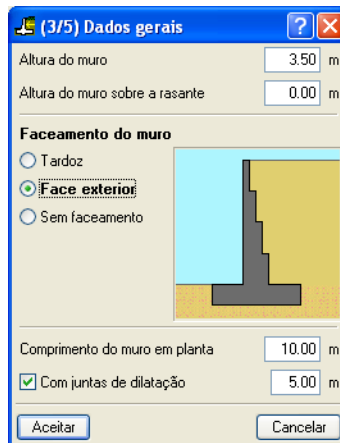 (3/5) Dados gerais
Altura do muro 3.50 m
Altura do muro sobre a rasante 0.00 m
Faceamento do muro
Tardoz
Face exterior
Sem faceamento
Comprimento do muro em planta 10.00 m
Com juntas de dilatação 5.00 m
Aceitar Cancelar